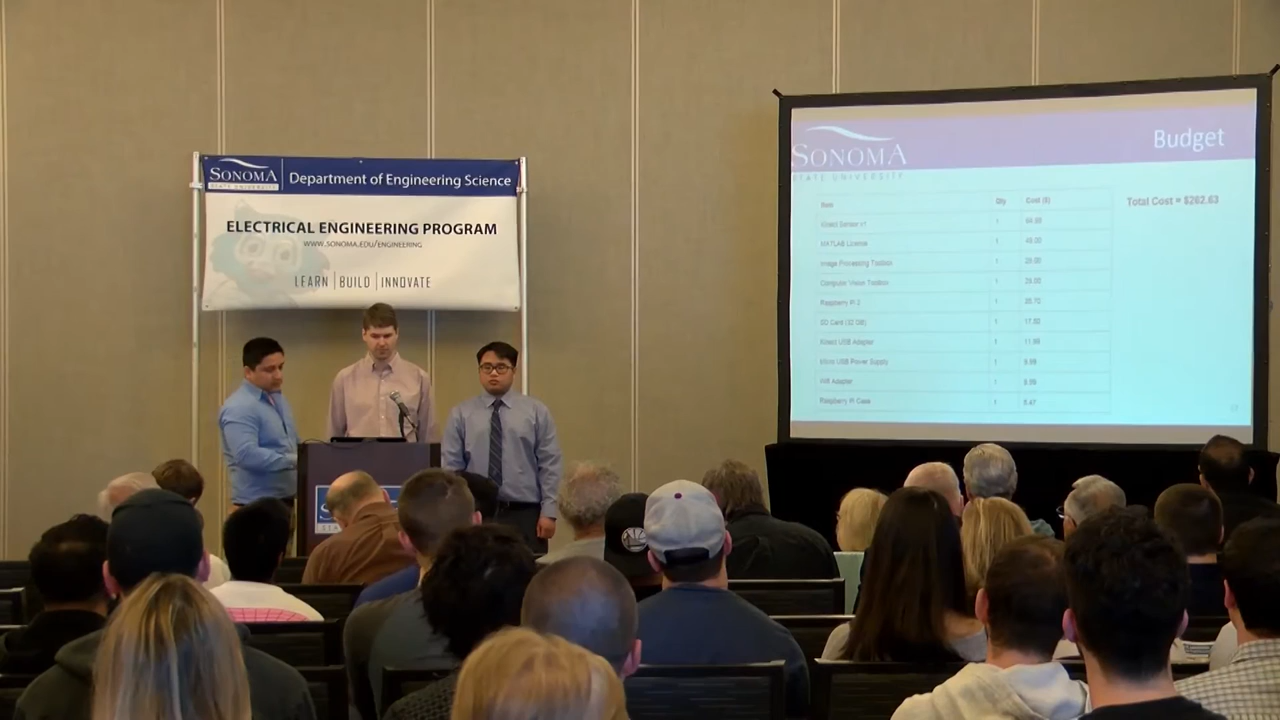 SONOMA
STATE UNIVERSITY
Department of Engineering Science
ELECTRICAL ENGINEERING PROGRAM
WWW.SONOMA.EDU/ENGINEERING
LEARN | BUILD | INNOVATE
SONOMA
STATE UNIVERSITY
Budget
Total Cost = $262.63
Item Qty Cost ($)
Kinect Sensor v1 1
MATLAB License 1
Image Processing Toolbox 1
Computer Vision Toolbox 1
Raspberry Pi 1
SD Card (32 GB) 1
Kinect USB Adapter 1
Micro USB Power Supply 1
Wifi Adapter 1
Raspberry Pi Case 1